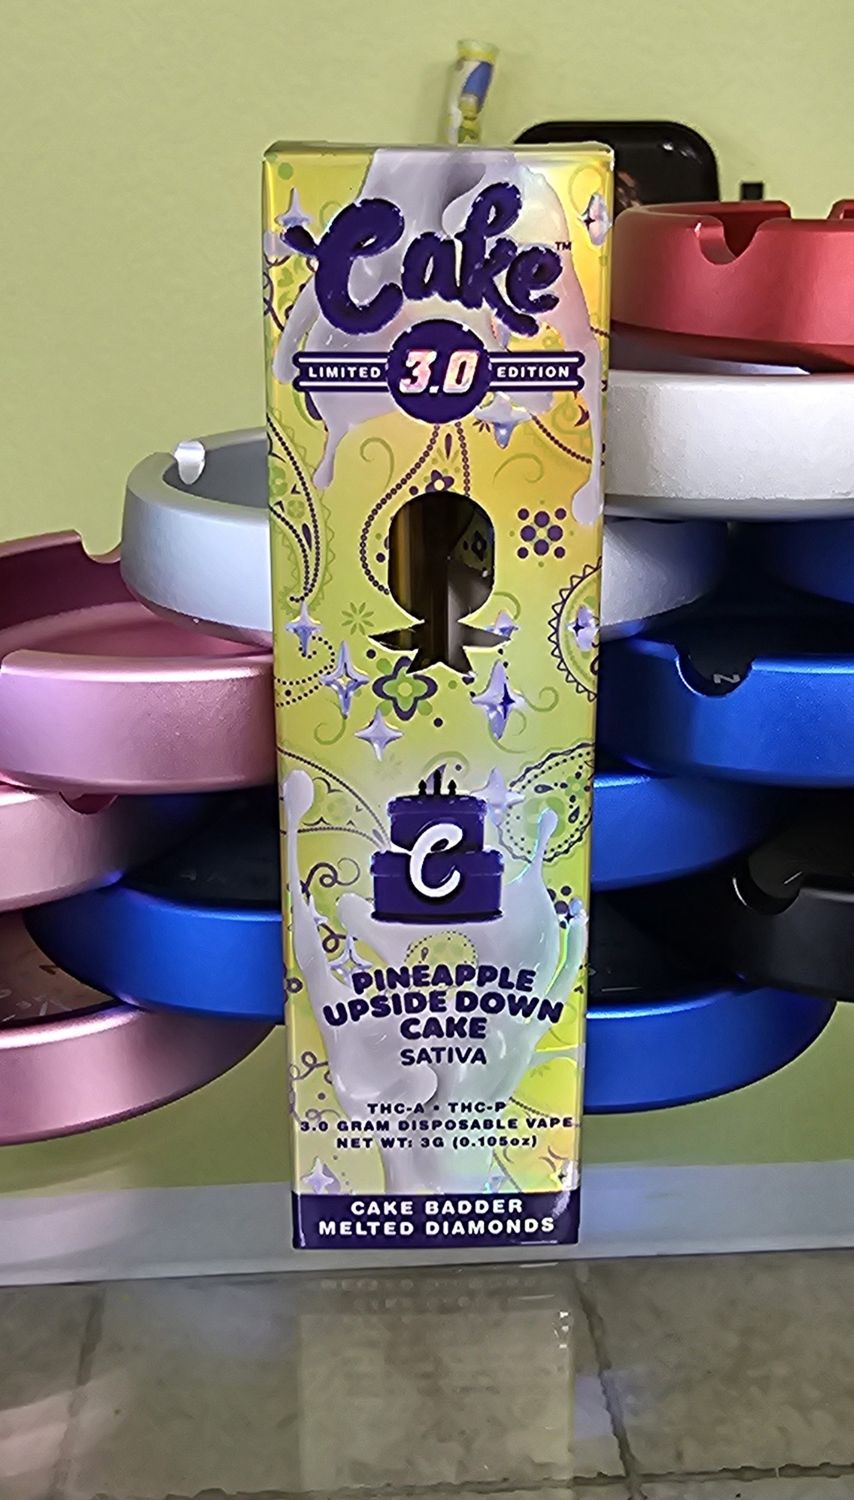 Cake™
LIMITED 3.0 EDITION
C
PINEAPPLE
UPSIDE DOWN
CAKE
SATIVA
THC-A • THC-P
3.0 GRAM DISPOSABLE VAPE
NET WT: 3G (0.105oz)
CAKE BADDER
MELTED DIAMONDS